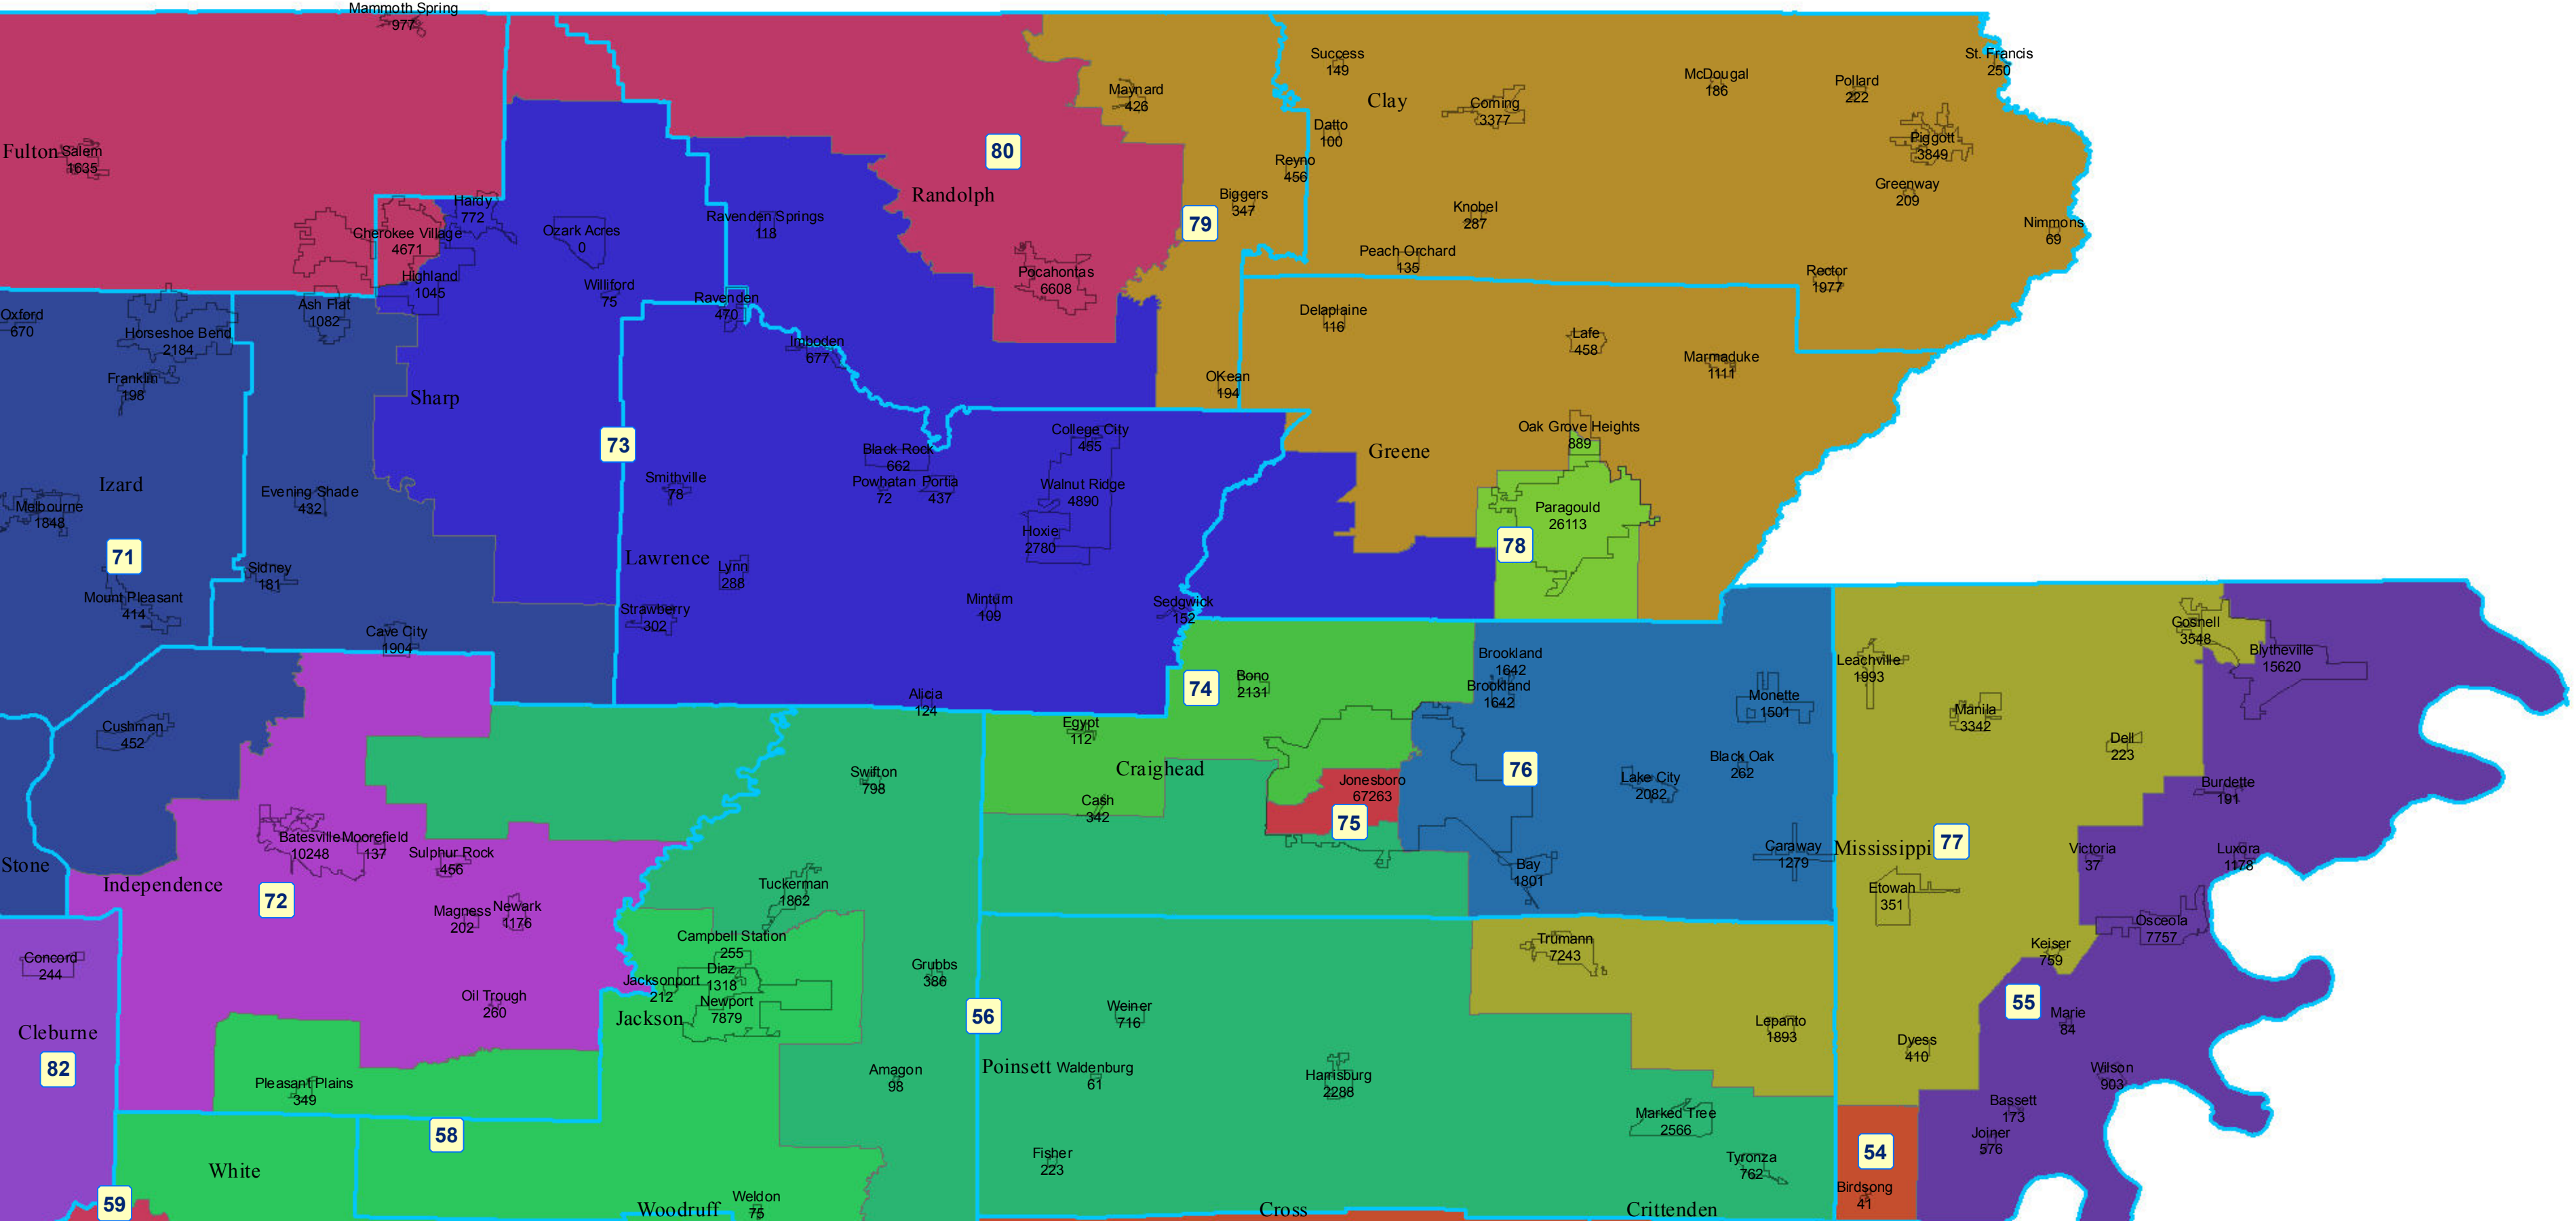 Mammoth Spring
977
Success
149
McDougal
186
St. Francis
250
Pollard
222
Maynard
426
Clay
Corning
3377
Datto
100
Piggott
3849
Fulton
Salem
1635
80
Reyno
456
Randolph
Biggers
347
Greenway
209
Hardy
772
Ravenden Springs
118
79
Knobel
287
Nimmons
69
Cherokee Village
4671
Ozark Acres
0
Peach Orchard
135
Highland
1045
Williford
75
Pocahontas
6608
Rector
1977
Ravenden
470
Ash Flat
1082
Oxford
670
Horseshoe Bend
2184
Imboden
677
Delaplaine
116
Lafe
458
Marmaduke
1111
Franklin
198
OKean
194
Sharp
73
College City
455
Oak Grove Heights
889
Black Rock
662
Greene
Izard
Smithville
78
Powhatan
72
Portia
437
Walnut Ridge
4890
Evening Shade
432
Melbourne
1848
Paragould
26113
Hoxie
2780
78
71
Lawrence
Lynn
288
Sidney
181
Mount Pleasant
414
Strawberry
302
Minturn
109
Sedgwick
152
Gosnell
3548
Cave City
1904
Brookland
1642
Brookland
1642
Blytheville
15620
Leachville
1993
Bono
2131
74
Alicia
124
Monette
1501
Manila
3342
Cushman
452
Egypt
112
Dell
223
Craighead
76
Black Oak
262
Swifton
798
Jonesboro
67263
Lake City
2082
Burdette
191
Cash
342
75
Batesville
10248
Moorefield
137
Sulphur Rock
456
Caraway
1279
Mississippi
77
Victoria
37
Luxora
1178
Stone
Independence
72
Bay
1801
Tuckerman
1862
Etowah
351
Magness
202
Newark
1176
Osceola
7757
Campbell Station
255
Trumann
7243
Keiser
759
Concord
244
Grubbs
386
Diaz
1318
Jacksonport
212
Newport
7879
Oil Trough
260
55
56
Weiner
716
Jackson
Marie
84
Lepanto
1893
Cleburne
Dyess
410
82
Poinsett
Waldenburg
61
Amagon
98
Harrisburg
2288
Wilson
903
Pleasant Plains
349
Bassett
173
Marked Tree
2566
58
Joiner
576
54
Fisher
223
Tyronza
762
White
Birdsong
41
59
Weldon
75
Woodruff
Cross
Crittenden